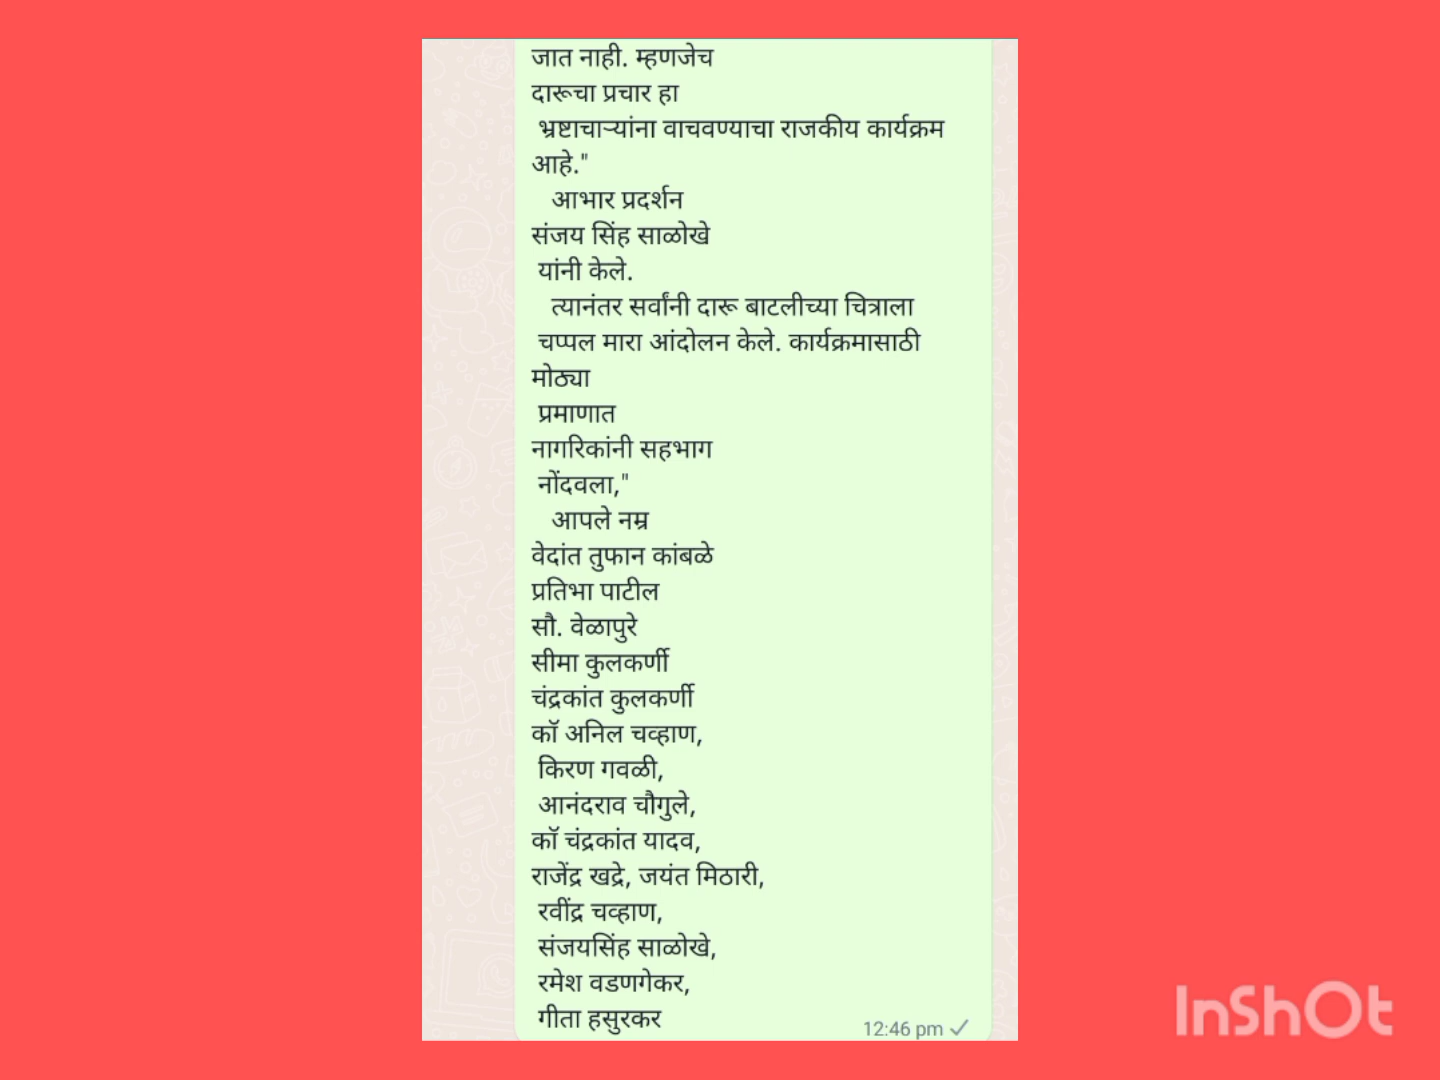 जात नाही. म्हणजेच
दारूचा प्रचार हा
भ्रष्टाचाऱ्यांना वाचवण्याचा राजकीय कार्यक्रम
आहे."
आभार प्रदर्शन
संजय सिंह साळोखे
यांनी केले.
त्यानंतर सर्वांनी दारू बाटलीच्या चित्राला
चप्पल मारा आंदोलन केले. कार्यक्रमासाठी
मोठ्या
प्रमाणात
नागरिकांनी सहभाग
नोंदवला,"
आपले नम्र
वेदांत तुफान कांबळे
प्रतिभा पाटील
सौ. वेळापुरे
सीमा कुलकर्णी
चंद्रकांत कुलकर्णी
कॉ अनिल चव्हाण,
किरण गवळी,
आनंदराव चौगुले,
कॉ चंद्रकांत यादव,
राजेंद्र खद्रे, जयंत मिठारी,
रवींद्र चव्हाण,
संजयसिंह साळोखे,
रमेश वडणगेकर,
गीता हसुरकर
12:46 pm
InShOt